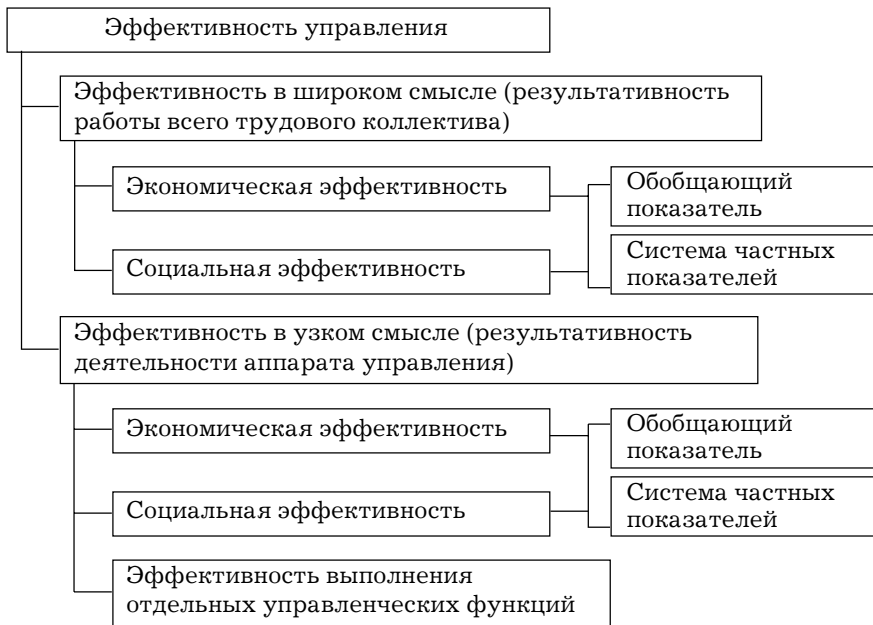 Эффективность управления
Эффективность в широком смысле (результативность
работы всего трудового коллектива)
Экономическая эффективность
Обобщающий
показатель
Социальная эффективность
Система частных
показателей
Эффективность в узком смысле (результативность
деятельности аппарата управления)
Экономическая эффективность
Обобщающий
показатель
Социальная эффективность
Система частных
показателей
Эффективность выполнения
отдельных управленческих функций